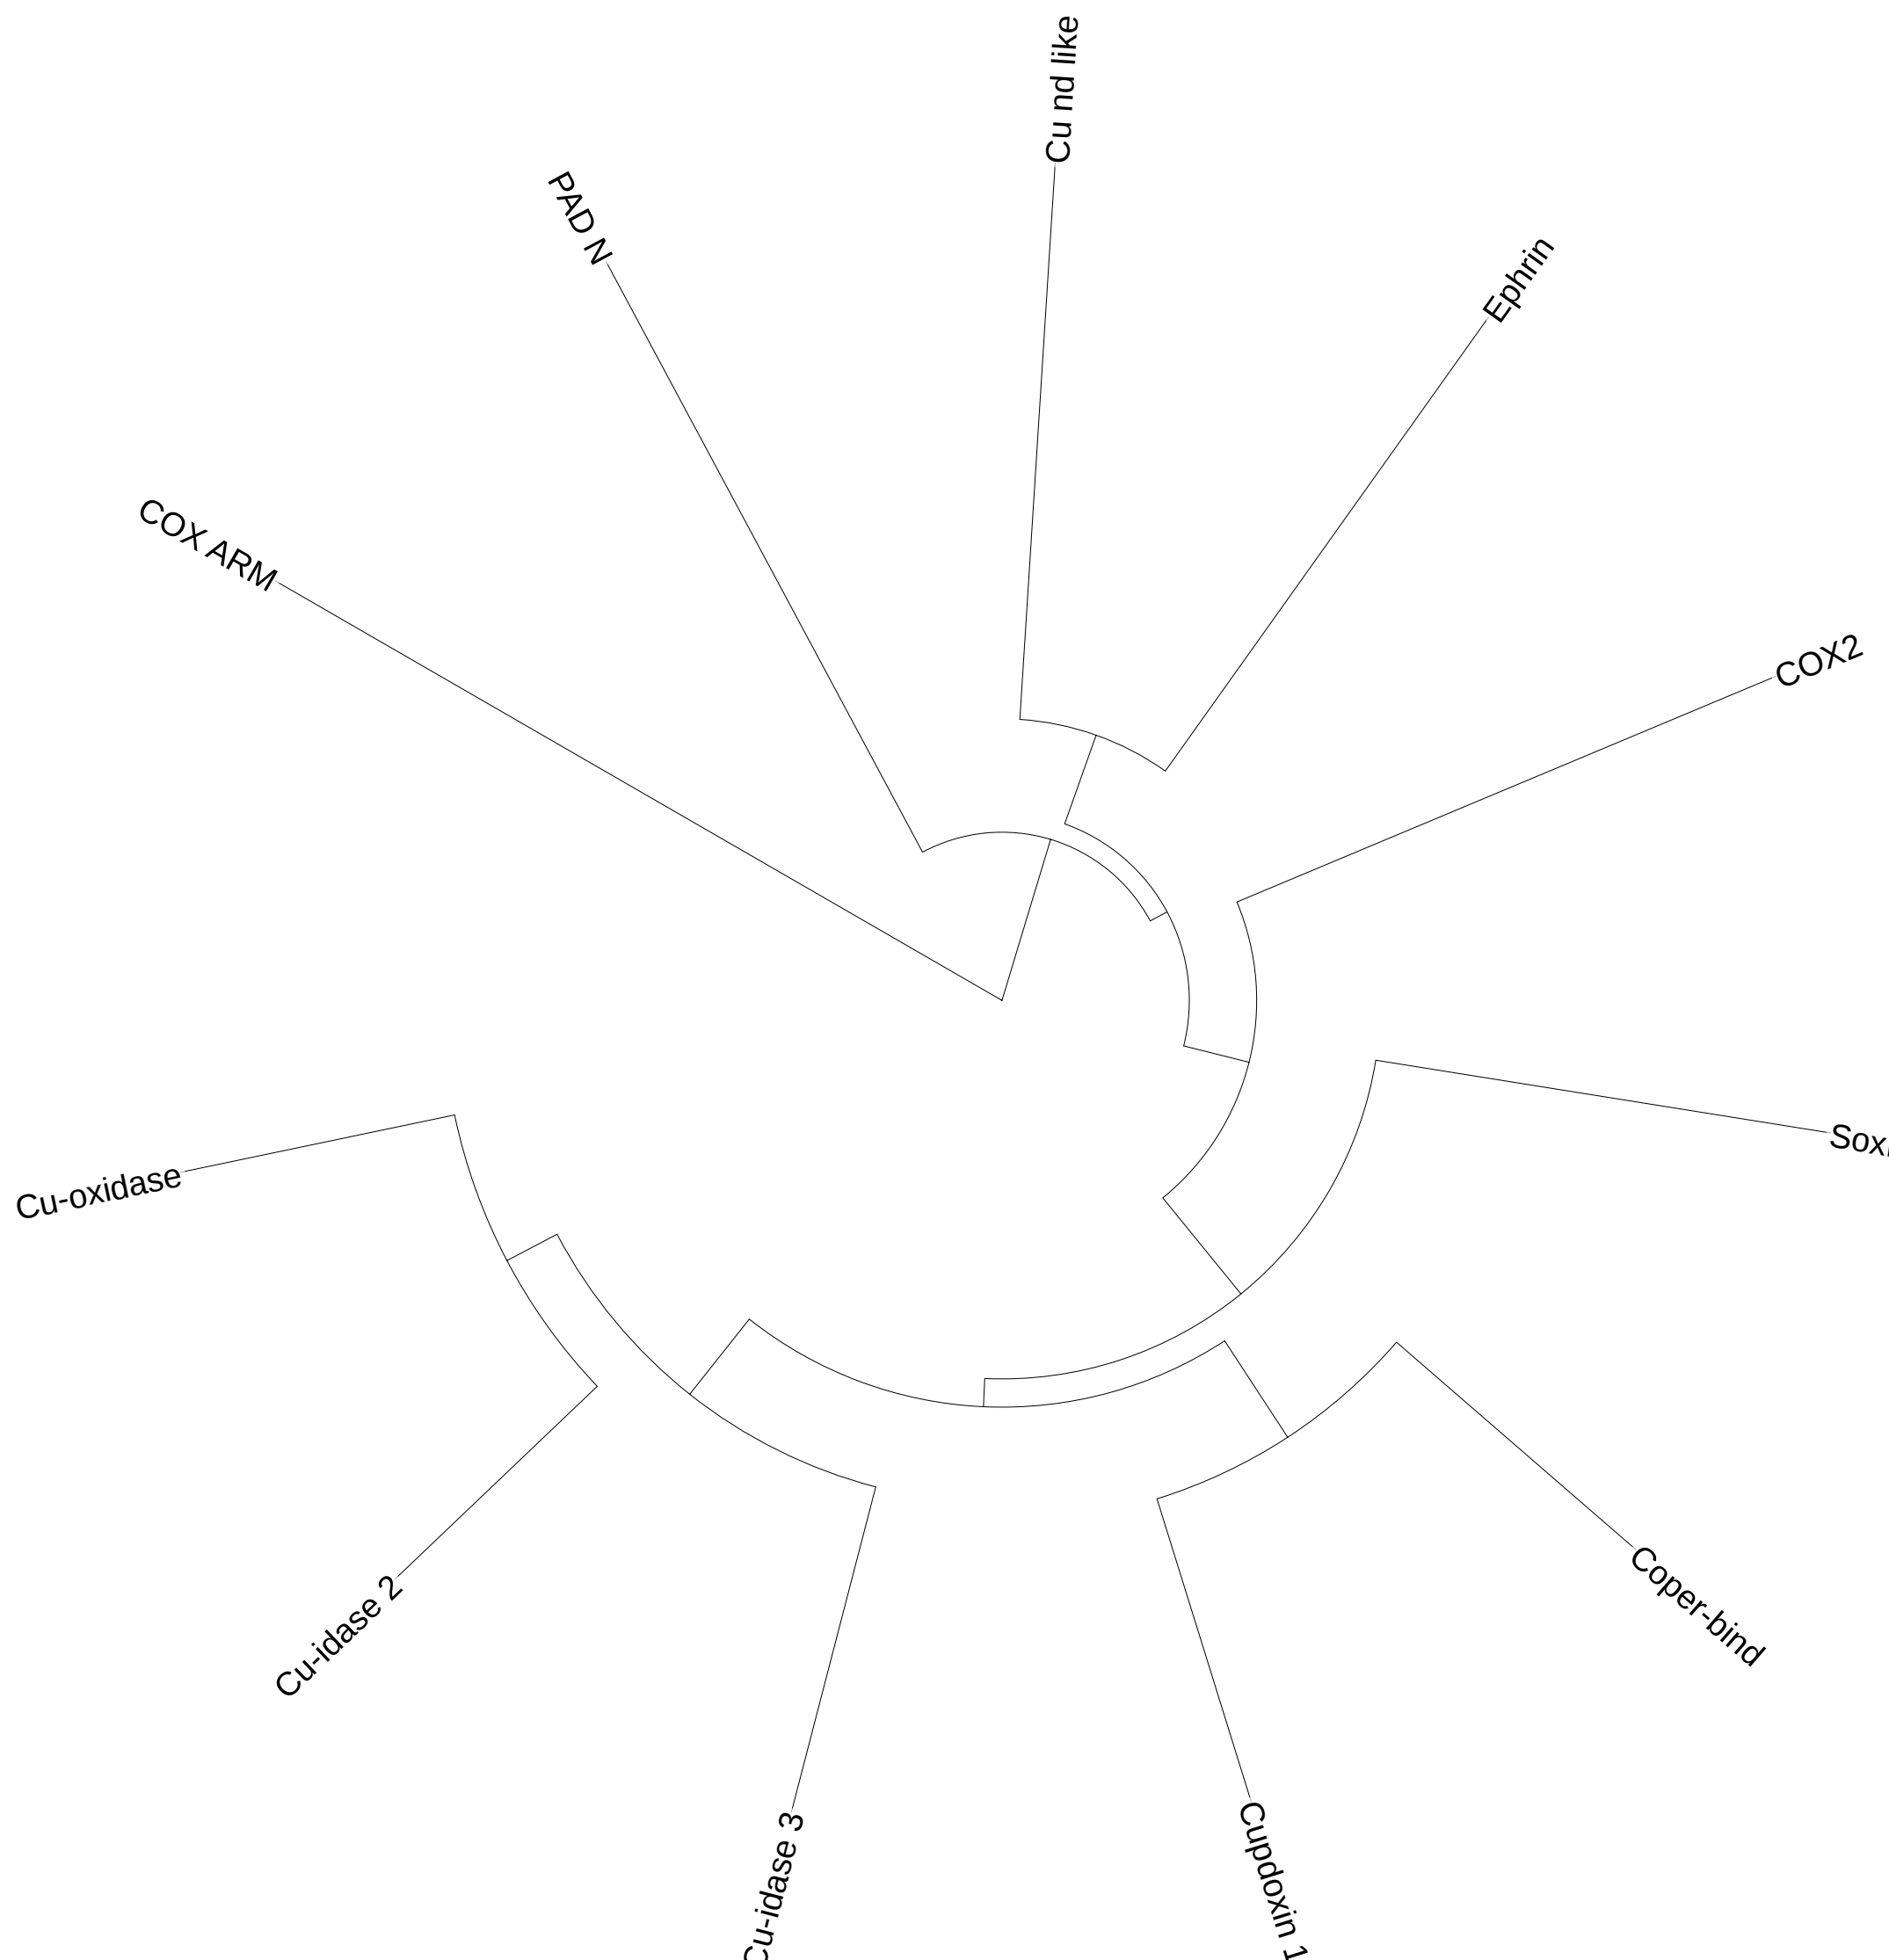 Cu nd like
PAD N
Ephrin
COX ARM
COX2
Sox
Cu-oxidase
Coper-bind
Cu-idase 2
Cu-idase 3
Cupdoxin 1